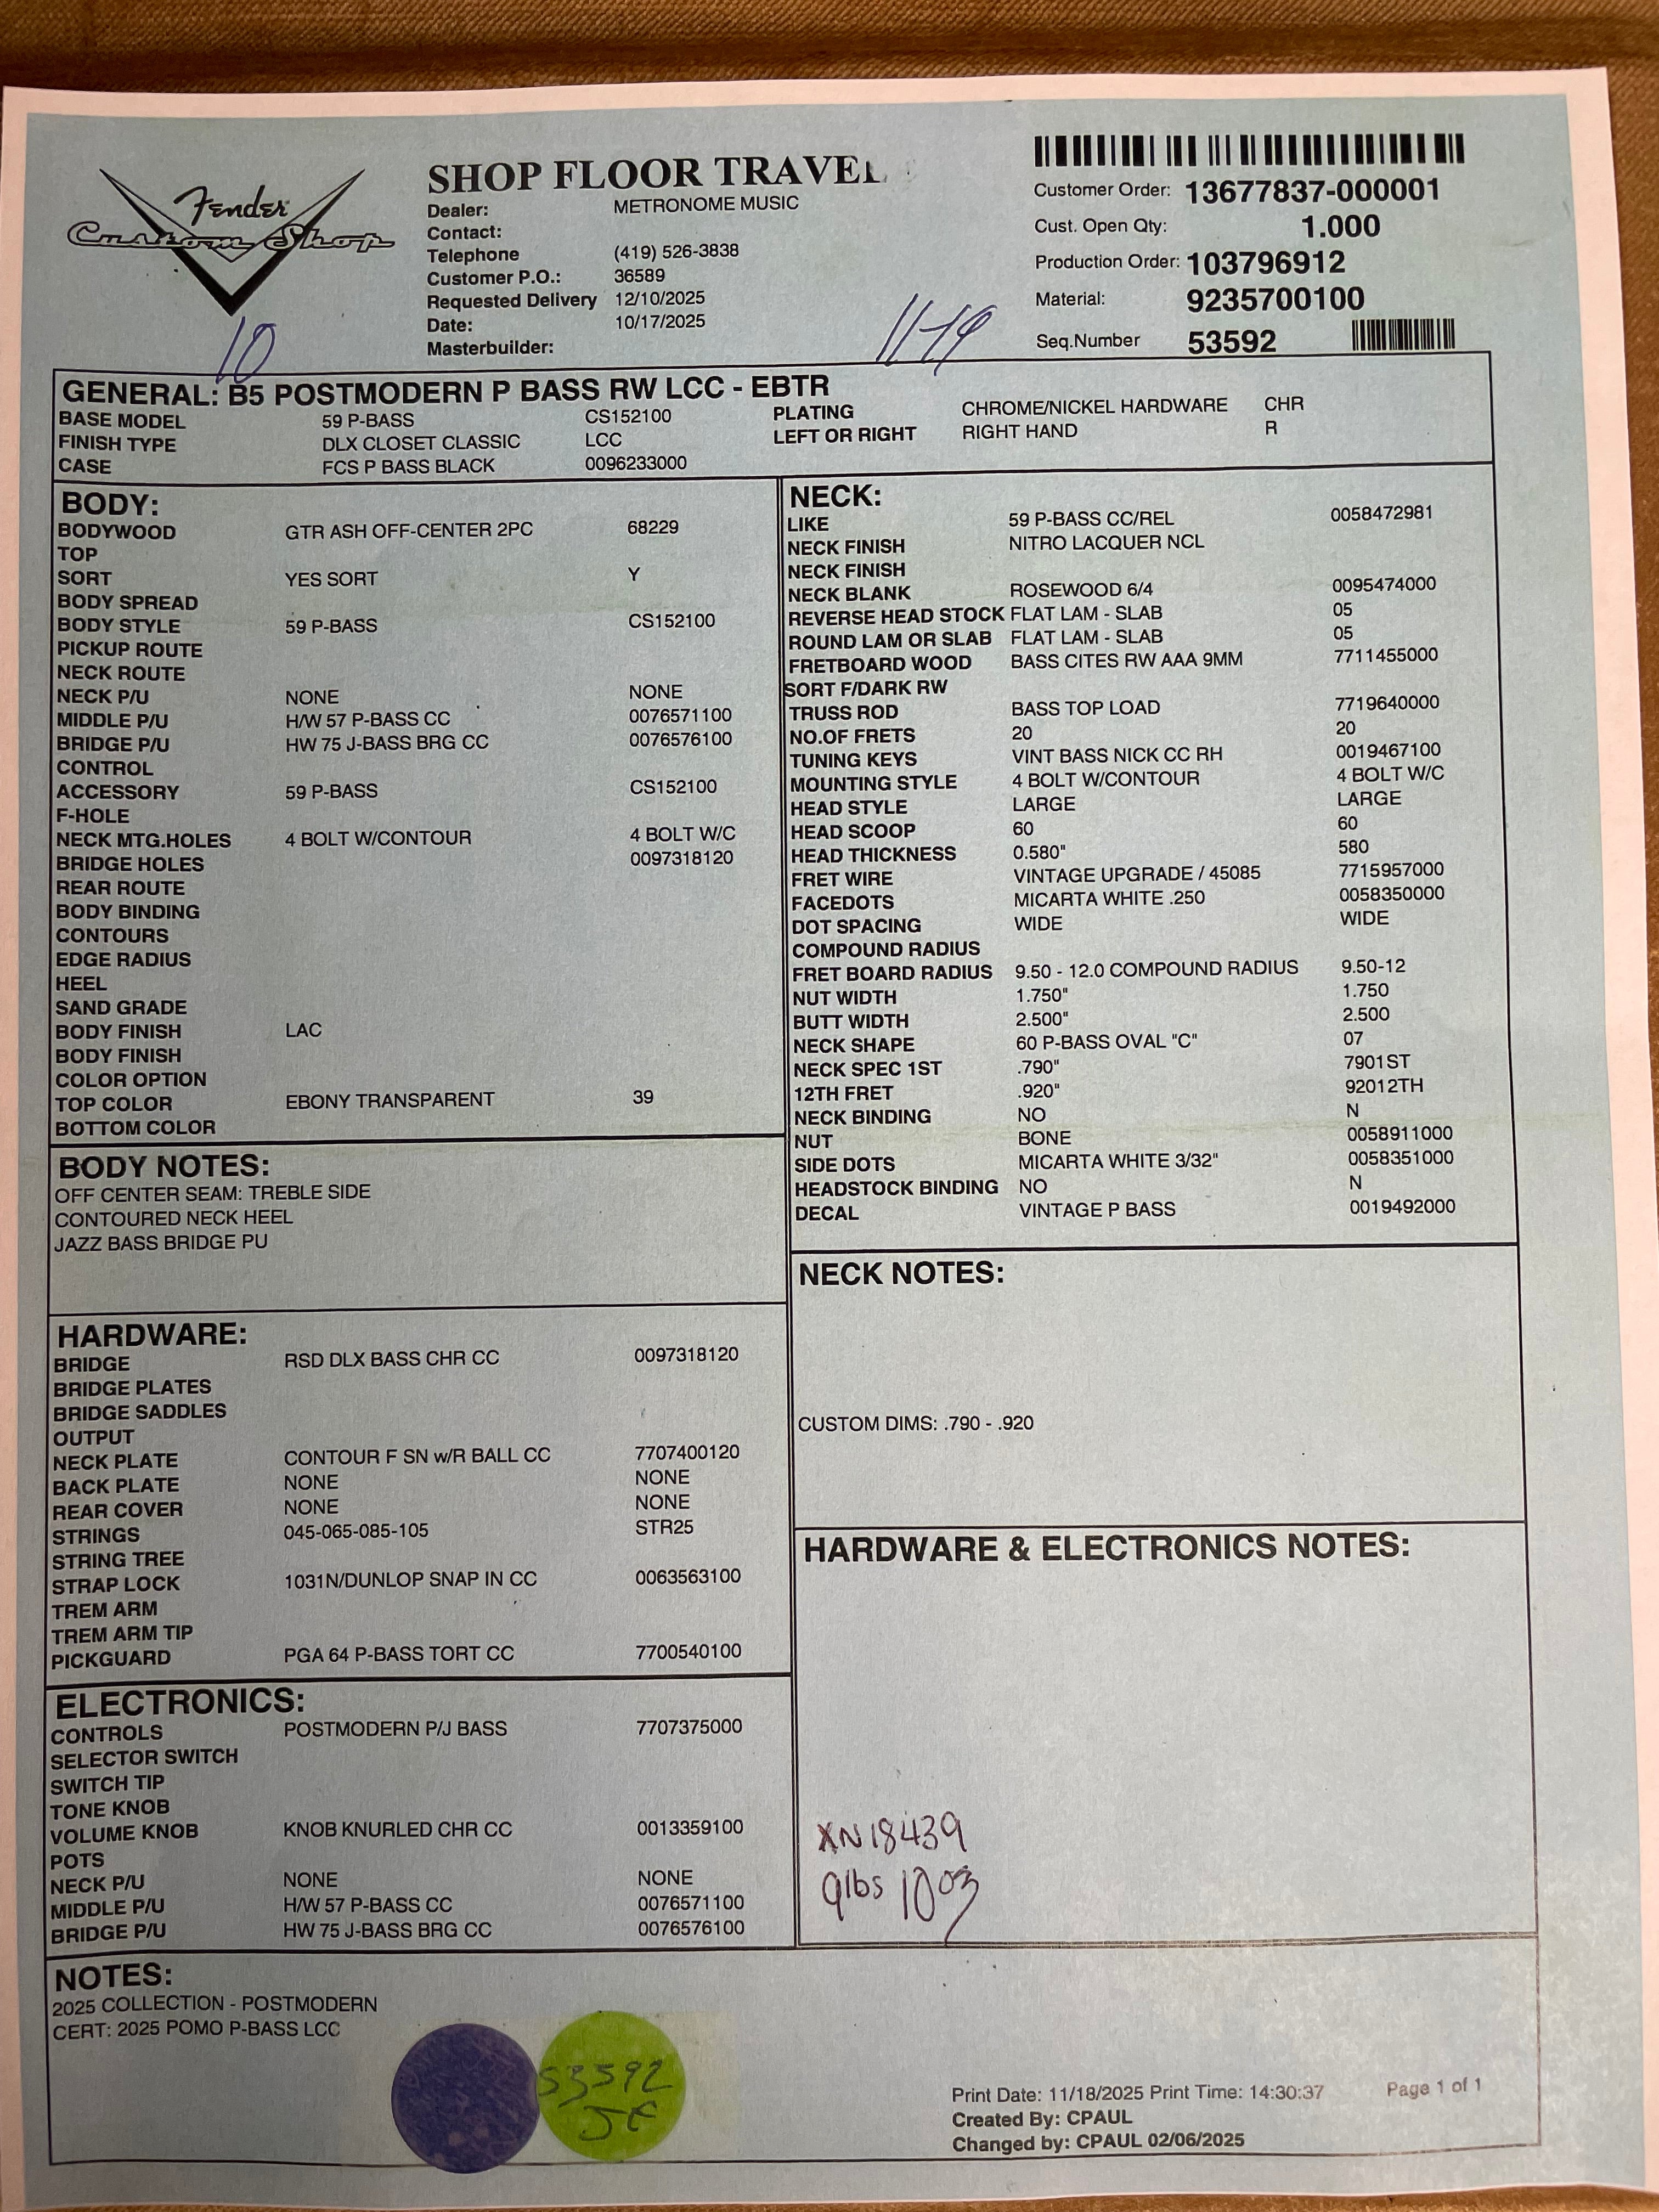 Fender
Custom Shop
SHOP FLOOR TRAVEL
Dealer: METRONOME MUSIC
Contact:
Telephone (419) 526-3838
Customer P.O.: 36589
Requested Delivery 12/10/2025
Date: 10/17/2025
Masterbuilder:
Customer Order: 13677837-000001
Cust. Open Qty: 1.000
Production Order: 103796912
Material: 9235700100
Seq.Number 53592
10
11-19
GENERAL: B5 POSTMODERN P BASS RW LCC - EBTR
BASE MODEL 59 P-BASS CS152100
FINISH TYPE DLX CLOSET CLASSIC LCC
CASE FCS P BASS BLACK 0096233000
PLATING CHROME/NICKEL HARDWARE CHR
LEFT OR RIGHT RIGHT HAND R
BODY:
BODYWOOD GTR ASH OFF-CENTER 2PC 68229
TOP
SORT YES SORT Y
BODY SPREAD
BODY STYLE 59 P-BASS CS152100
PICKUP ROUTE
NECK ROUTE
NECK P/U NONE NONE
MIDDLE P/U H/W 57 P-BASS CC 0076571100
BRIDGE P/U HW 75 J-BASS BRG CC 0076576100
CONTROL
ACCESSORY 59 P-BASS CS152100
F-HOLE
NECK MTG.HOLES 4 BOLT W/CONTOUR 4 BOLT W/C
BRIDGE HOLES 0097318120
REAR ROUTE
BODY BINDING
CONTOURS
EDGE RADIUS
HEEL
SAND GRADE
BODY FINISH LAC
BODY FINISH
COLOR OPTION
TOP COLOR EBONY TRANSPARENT 39
BOTTOM COLOR
BODY NOTES:
OFF CENTER SEAM: TREBLE SIDE
CONTOURED NECK HEEL
JAZZ BASS BRIDGE PU
HARDWARE:
BRIDGE RSD DLX BASS CHR CC 0097318120
BRIDGE PLATES
BRIDGE SADDLES
OUTPUT
NECK PLATE CONTOUR F SN w/R BALL CC 7707400120
BACK PLATE NONE NONE
REAR COVER NONE NONE
STRINGS 045-065-085-105 STR25
STRING TREE
STRAP LOCK 1031N/DUNLOP SNAP IN CC 0063563100
TREM ARM
TREM ARM TIP
PICKGUARD PGA 64 P-BASS TORT CC 7700540100
ELECTRONICS:
CONTROLS POSTMODERN P/J BASS 7707375000
SELECTOR SWITCH
SWITCH TIP
TONE KNOB
VOLUME KNOB KNOB KNURLED CHR CC 0013359100
POTS
NECK P/U NONE NONE
MIDDLE P/U H/W 57 P-BASS CC 0076571100
BRIDGE P/U HW 75 J-BASS BRG CC 0076576100
NECK:
LIKE 59 P-BASS CC/REL 0058472981
NECK FINISH NITRO LACQUER NCL
NECK FINISH
NECK BLANK ROSEWOOD 6/4 0095474000
REVERSE HEAD STOCK FLAT LAM - SLAB 05
ROUND LAM OR SLAB FLAT LAM - SLAB 05
FRETBOARD WOOD BASS CITES RW AAA 9MM 7711455000
SORT F/DARK RW
TRUSS ROD BASS TOP LOAD 7719640000
NO.OF FRETS 20 20
TUNING KEYS VINT BASS NICK CC RH 0019467100
MOUNTING STYLE 4 BOLT W/CONTOUR 4 BOLT W/C
HEAD STYLE LARGE LARGE
HEAD SCOOP 60 60
HEAD THICKNESS 0.580" 580
FRET WIRE VINTAGE UPGRADE / 45085 7715957000
FACEDOTS MICARTA WHITE .250 0058350000
DOT SPACING WIDE WIDE
COMPOUND RADIUS
FRET BOARD RADIUS 9.50 - 12.0 COMPOUND RADIUS 9.50-12
NUT WIDTH 1.750" 1.750
BUTT WIDTH 2.500" 2.500
NECK SHAPE 60 P-BASS OVAL "C" 07
NECK SPEC 1ST .790" 7901ST
12TH FRET .920" 92012TH
NECK BINDING NO N
NUT BONE 0058911000
SIDE DOTS MICARTA WHITE 3/32" 0058351000
HEADSTOCK BINDING NO N
DECAL VINTAGE P BASS 0019492000
NECK NOTES:
CUSTOM DIMS: .790 - .920
HARDWARE & ELECTRONICS NOTES:
XN18439
9lbs 10oz
NOTES:
2025 COLLECTION - POSTMODERN
CERT: 2025 POMO P-BASS LCC
53592
JE
Print Date: 11/18/2025 Print Time: 14:30:37 Page 1 of 1
Created By: CPAUL
Changed by: CPAUL 02/06/2025